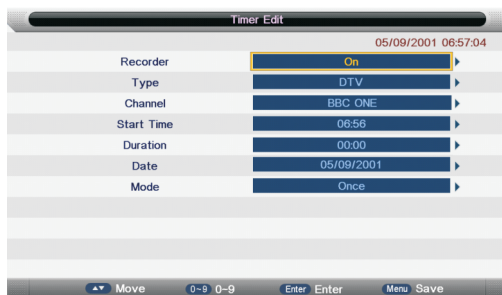 Timer Edit
05/09/2001 06:57:04
Recorder On
Type DTV
Channel BBC ONE
Start Time 06:56
Duration 00:00
Date 05/09/2001
Mode Once
Move 0~9 0~9 Enter Enter Menu Save